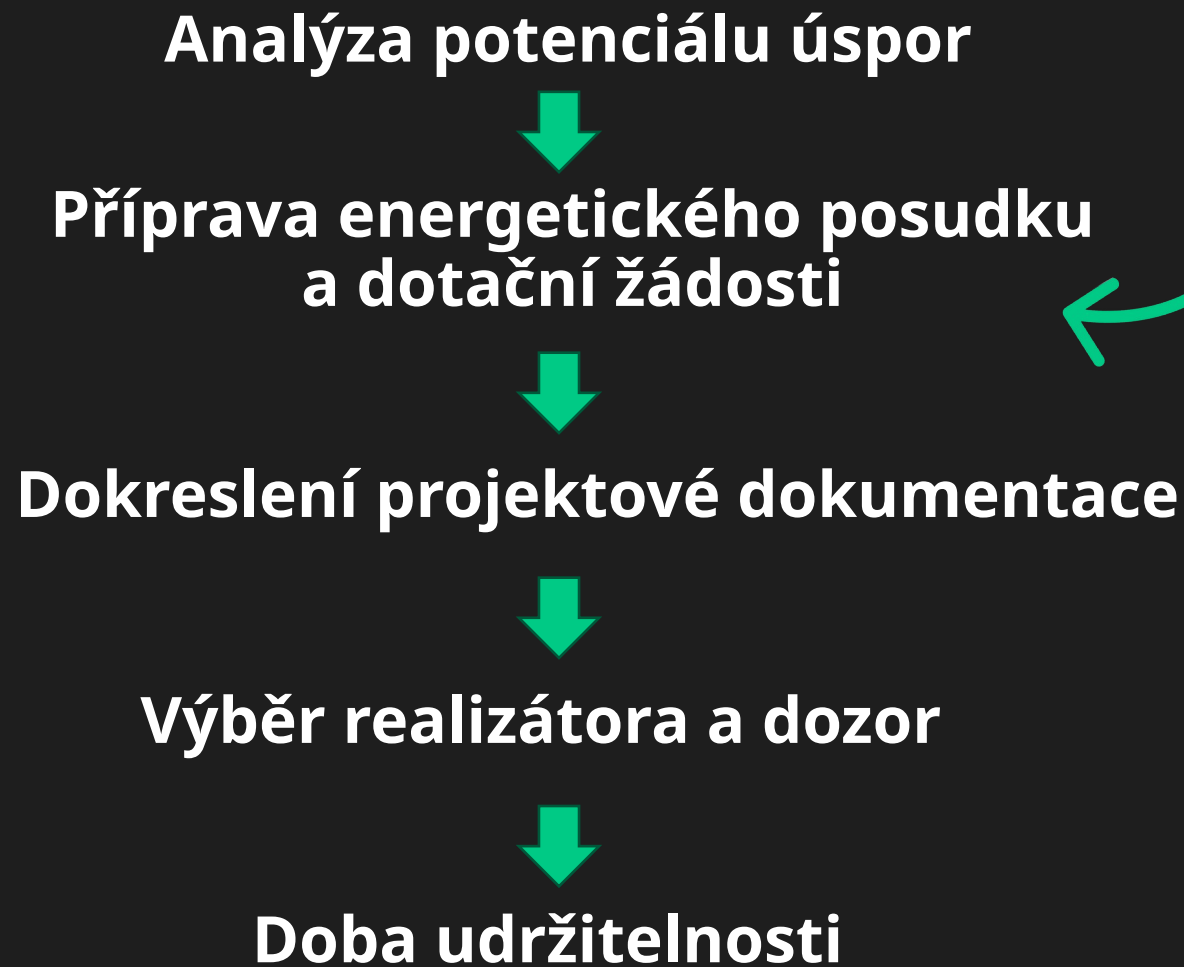 Analýza potenciálu úspor
Příprava energetického posudku
a dotační žádosti
Dokreslení projektové dokumentace
Výběr realizátora a dozor
Doba udržitelnosti